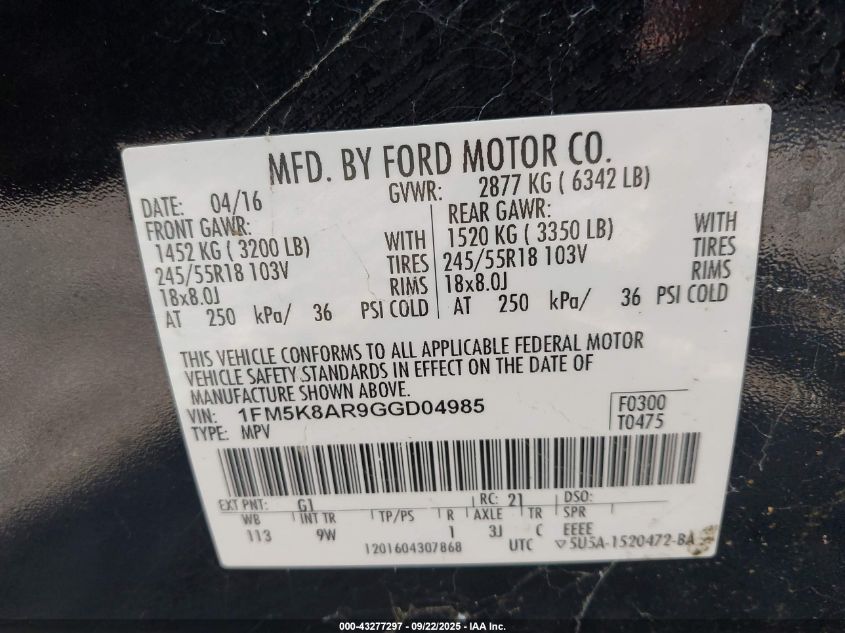 MFD. BY FORD MOTOR CO.
DATE: 04/16
GVWR: 2877 KG ( 6342 LB)
FRONT GAWR:
1452 KG ( 3200 LB) WITH
245/55R18 103V TIRES
18x8.0J RIMS
AT 250 kPa/ 36 PSI COLD
REAR GAWR:
1520 KG ( 3350 LB) WITH
245/55R18 103V TIRES
18x8.0J RIMS
AT 250 kPa/ 36 PSI COLD
THIS VEHICLE CONFORMS TO ALL APPLICABLE FEDERAL MOTOR
VEHICLE SAFETY STANDARDS IN EFFECT ON THE DATE OF
MANUFACTURE SHOWN ABOVE.
VIN: 1FM5K8AR9GGD04985
TYPE: MPV
F0300
T0475
EXT PNT: G1 RC: 21 DSO:
WB INT TR TP/PS R AXLE TR SPR
113 9W 1 3J C EEEE
1201604307868 UTC ▽5U5A-1520472-BA
000-43277297 - 09/22/2025 - IAA Inc.